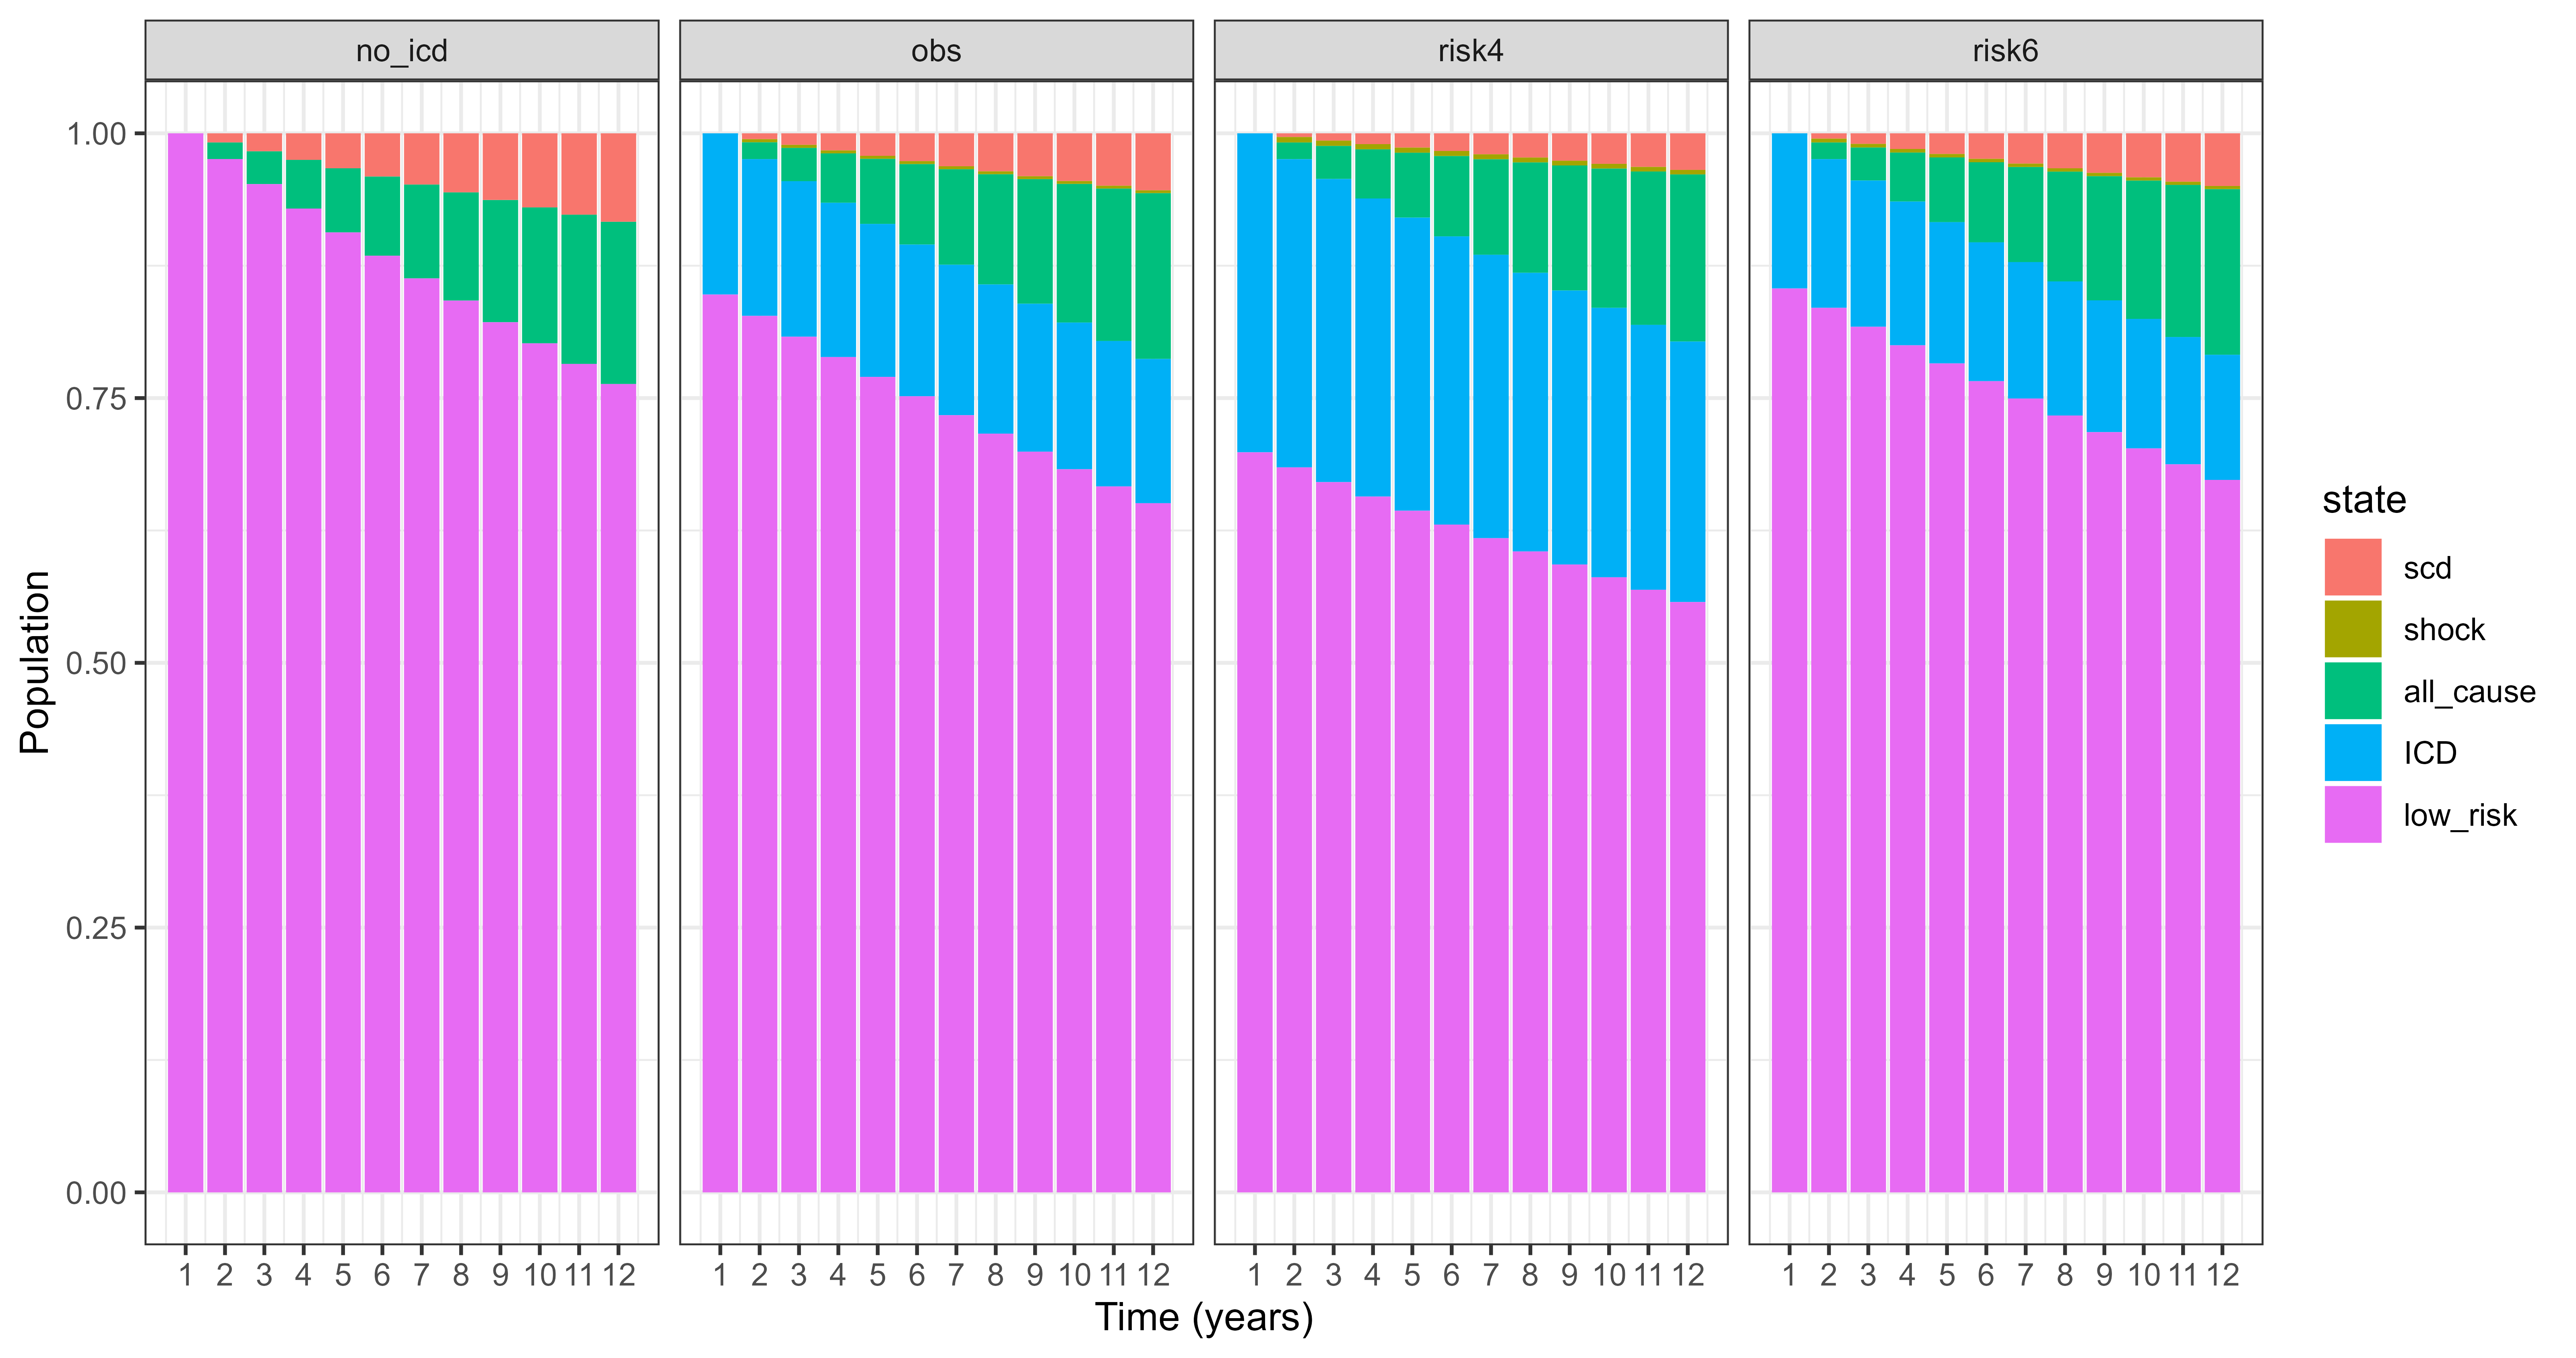 no_icd obs risk4 risk6
Population
1.00
0.75
0.50
0.25
0.00
1 2 3 4 5 6 7 8 9 10 11 12 1 2 3 4 5 6 7 8 9 10 11 12 1 2 3 4 5 6 7 8 9 10 11 12 1 2 3 4 5 6 7 8 9 10 11 12
Time (years)
state
scd
shock
all_cause
ICD
low_risk